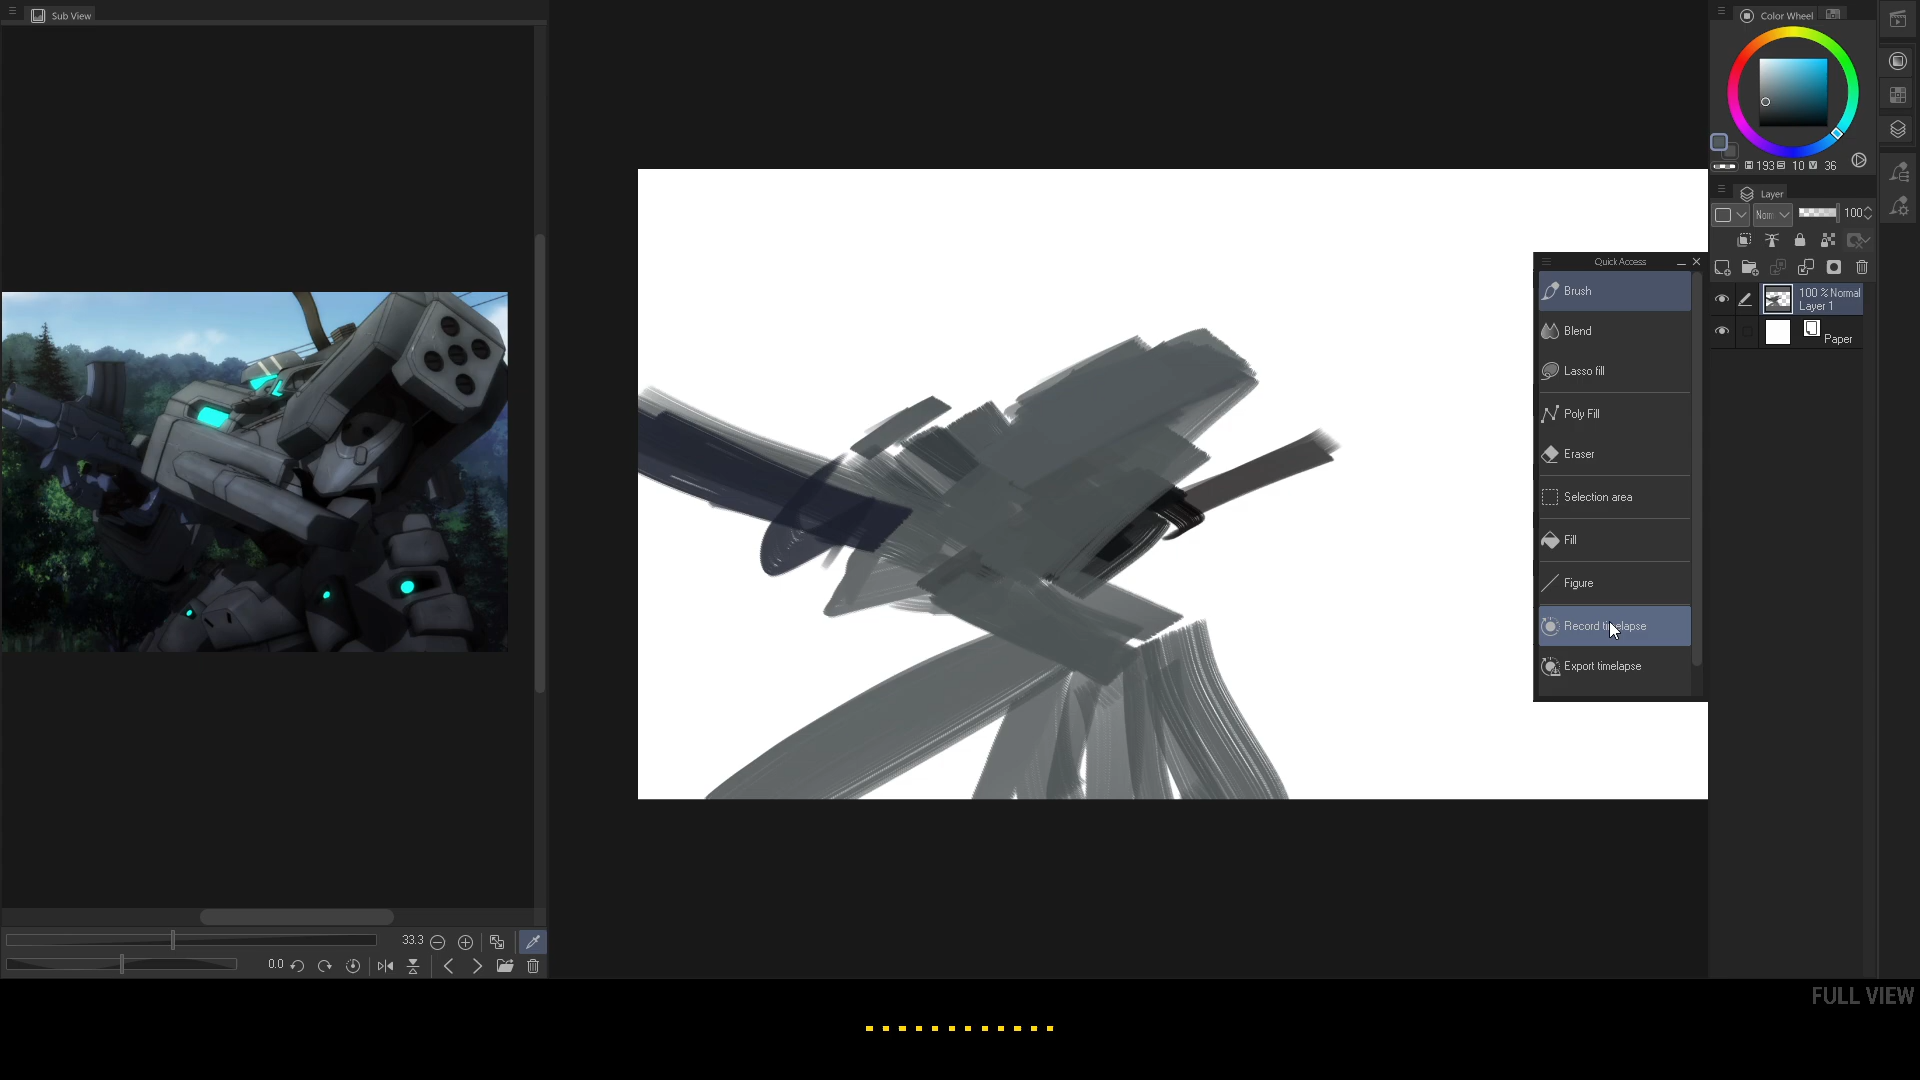 Sub View
Color Wheel
193 10 36
Layer
Norm
100
100 % Normal
Layer 1
Paper
Quick Access
Brush
Blend
Lasso fill
Poly Fill
Eraser
Selection area
Fill
Figure
Record timelapse
Export timelapse
33.3
0.0
FULL VIEW